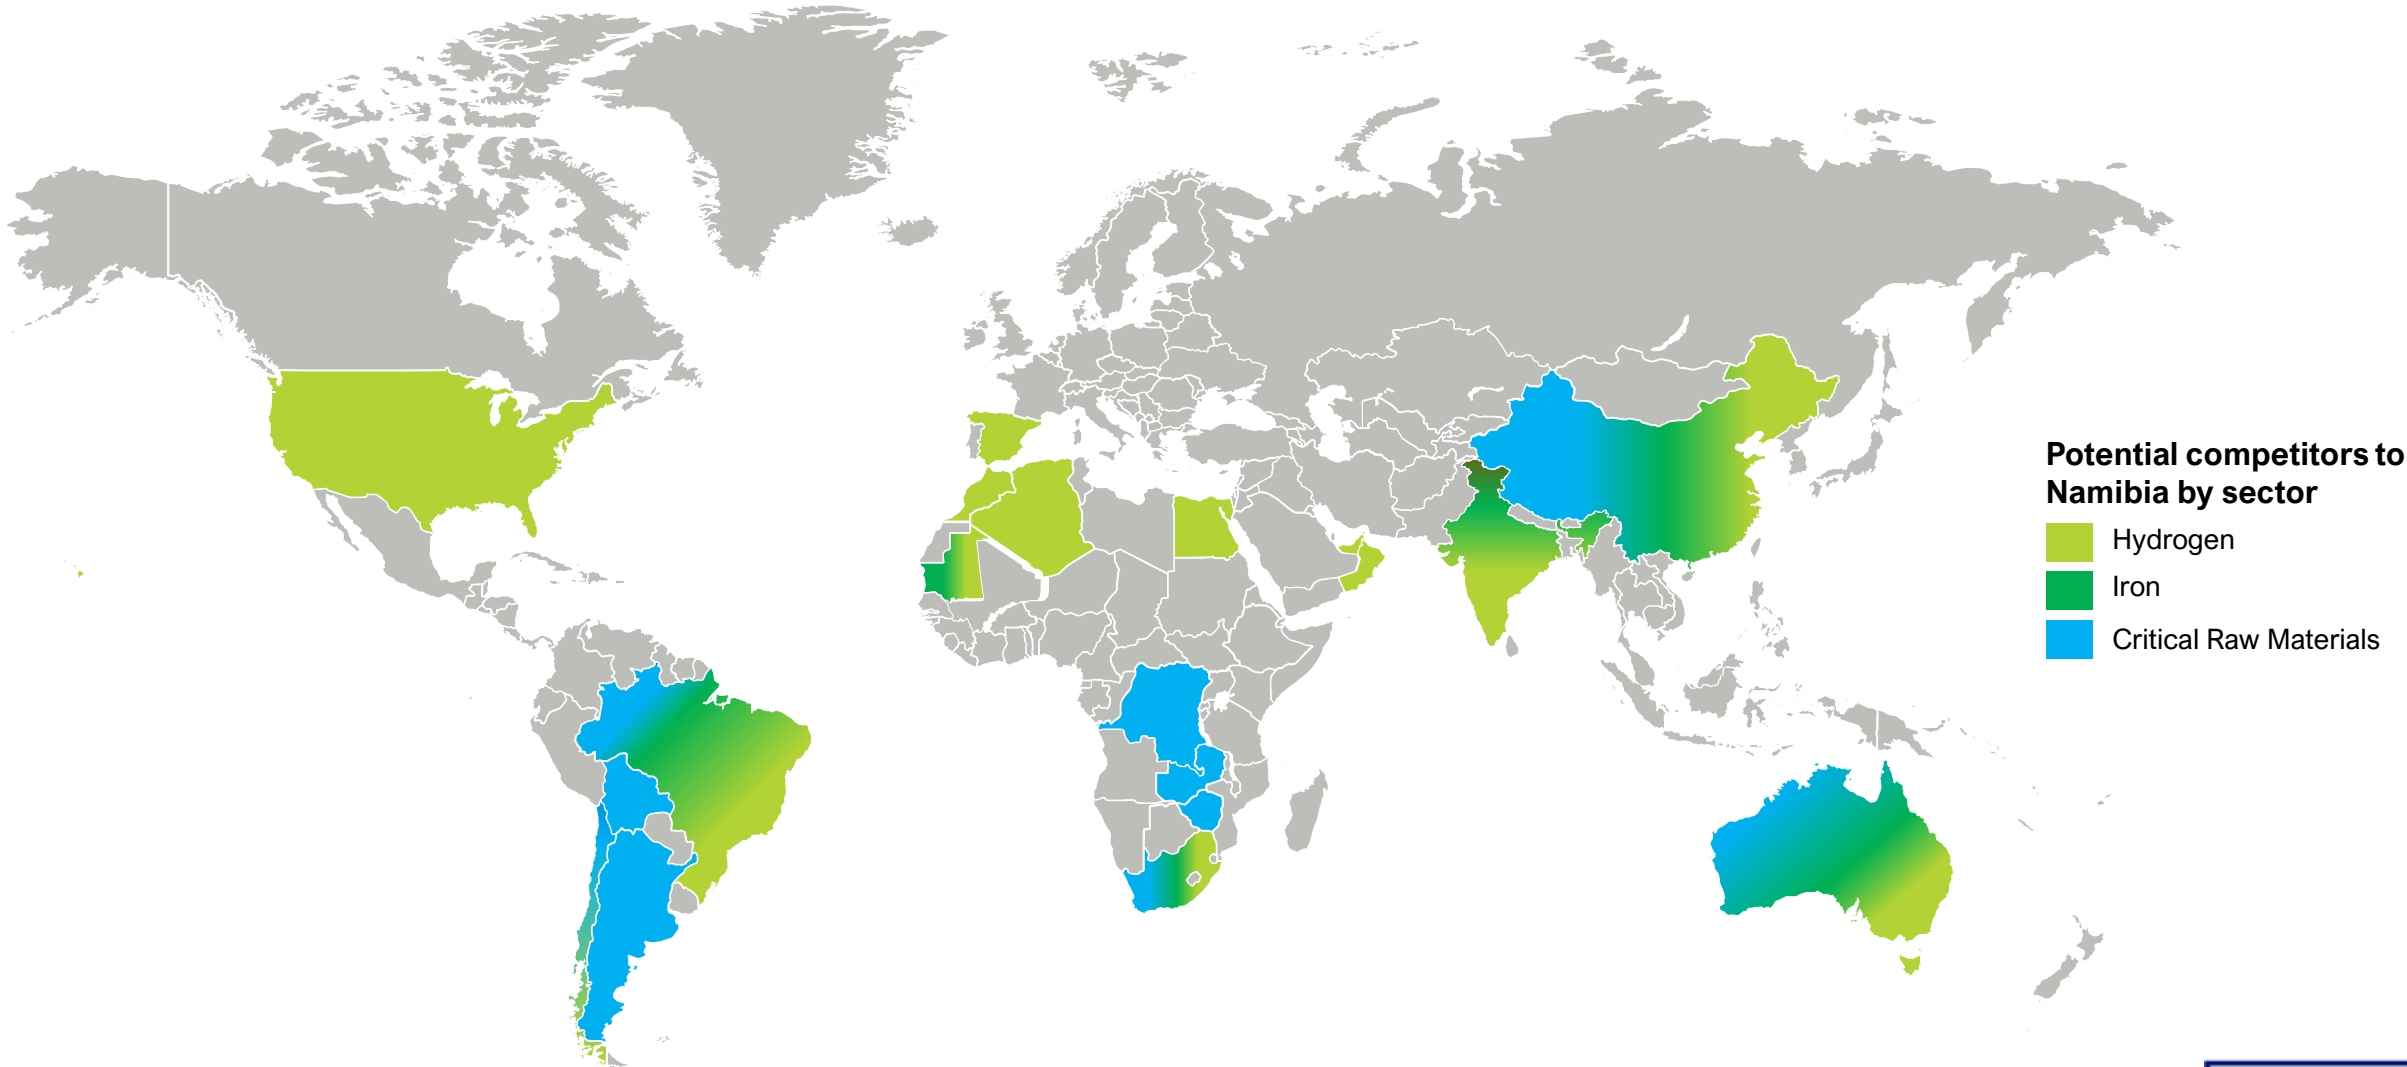 Potential competitors to
Namibia by sector
Hydrogen
Iron
Critical Raw Materials